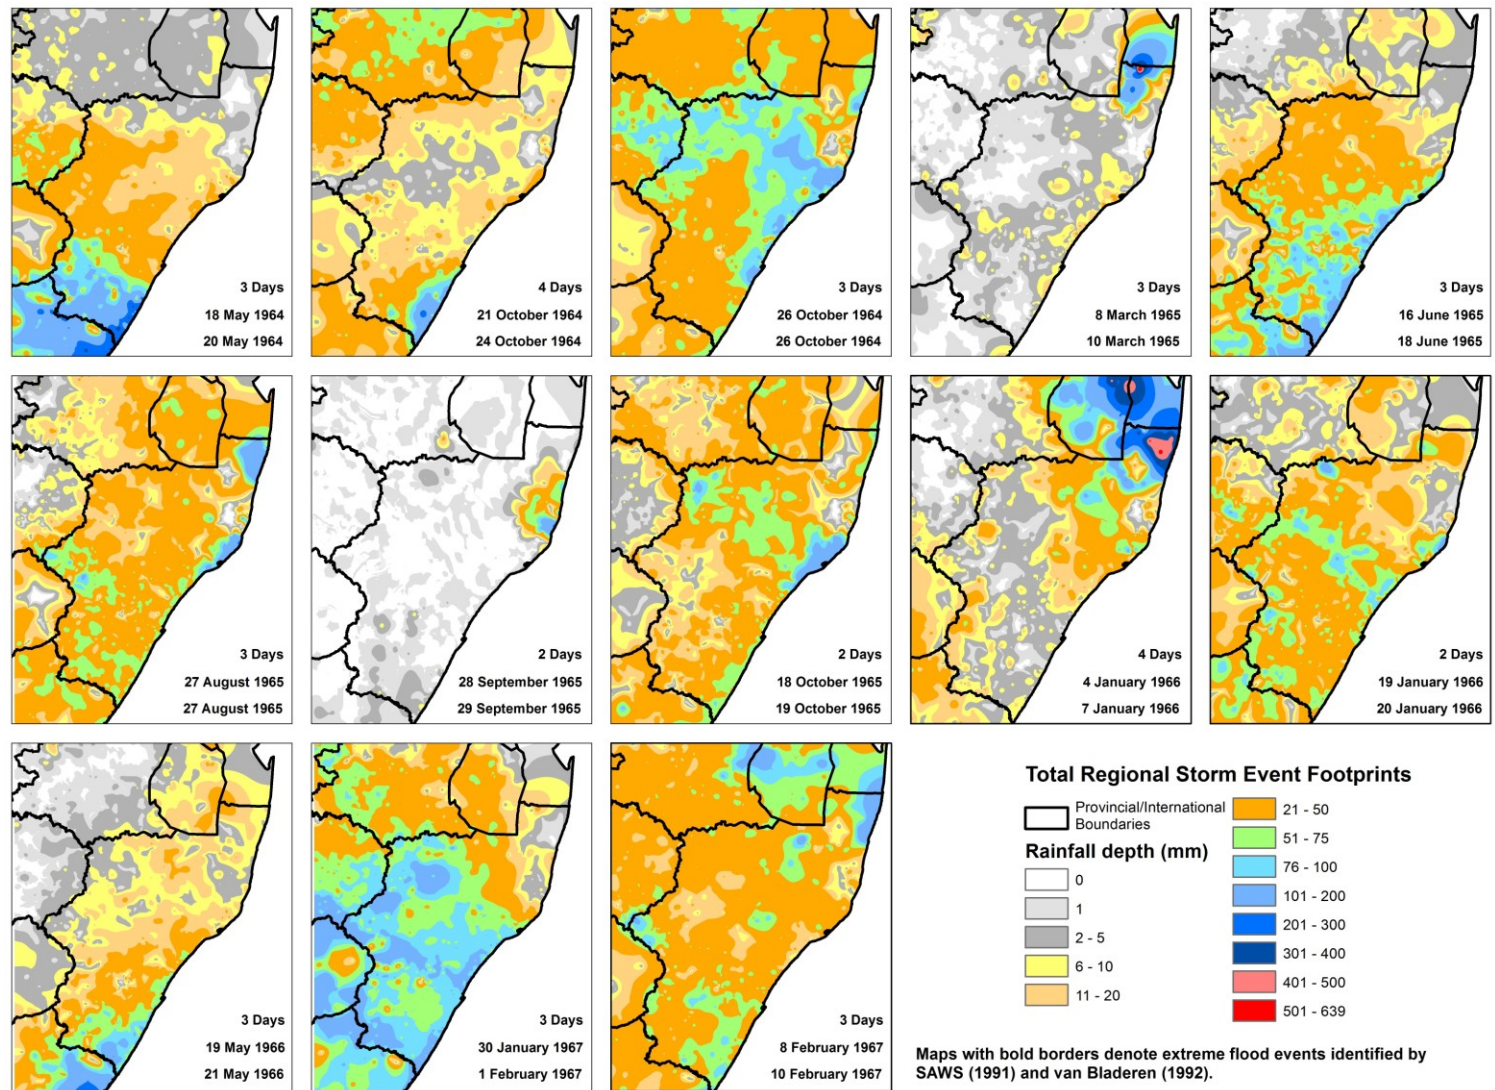 3 Days
18 May 1964
20 May 1964
4 Days
21 October 1964
24 October 1964
3 Days
26 October 1964
26 October 1964
3 Days
8 March 1965
10 March 1965
3 Days
16 June 1965
18 June 1965
3 Days
27 August 1965
27 August 1965
2 Days
28 September 1965
29 September 1965
2 Days
18 October 1965
19 October 1965
4 Days
4 January 1966
7 January 1966
2 Days
19 January 1966
20 January 1966
3 Days
19 May 1966
21 May 1966
3 Days
30 January 1967
1 February 1967
3 Days
8 February 1967
10 February 1967
Total Regional Storm Event Footprints
Provincial/International
Boundaries
Rainfall depth (mm)
0
1
2 - 5
6 - 10
11 - 20
21 - 50
51 - 75
76 - 100
101 - 200
201 - 300
301 - 400
401 - 500
501 - 639
Maps with bold borders denote extreme flood events identified by
SAWS (1991) and van Bladeren (1992).